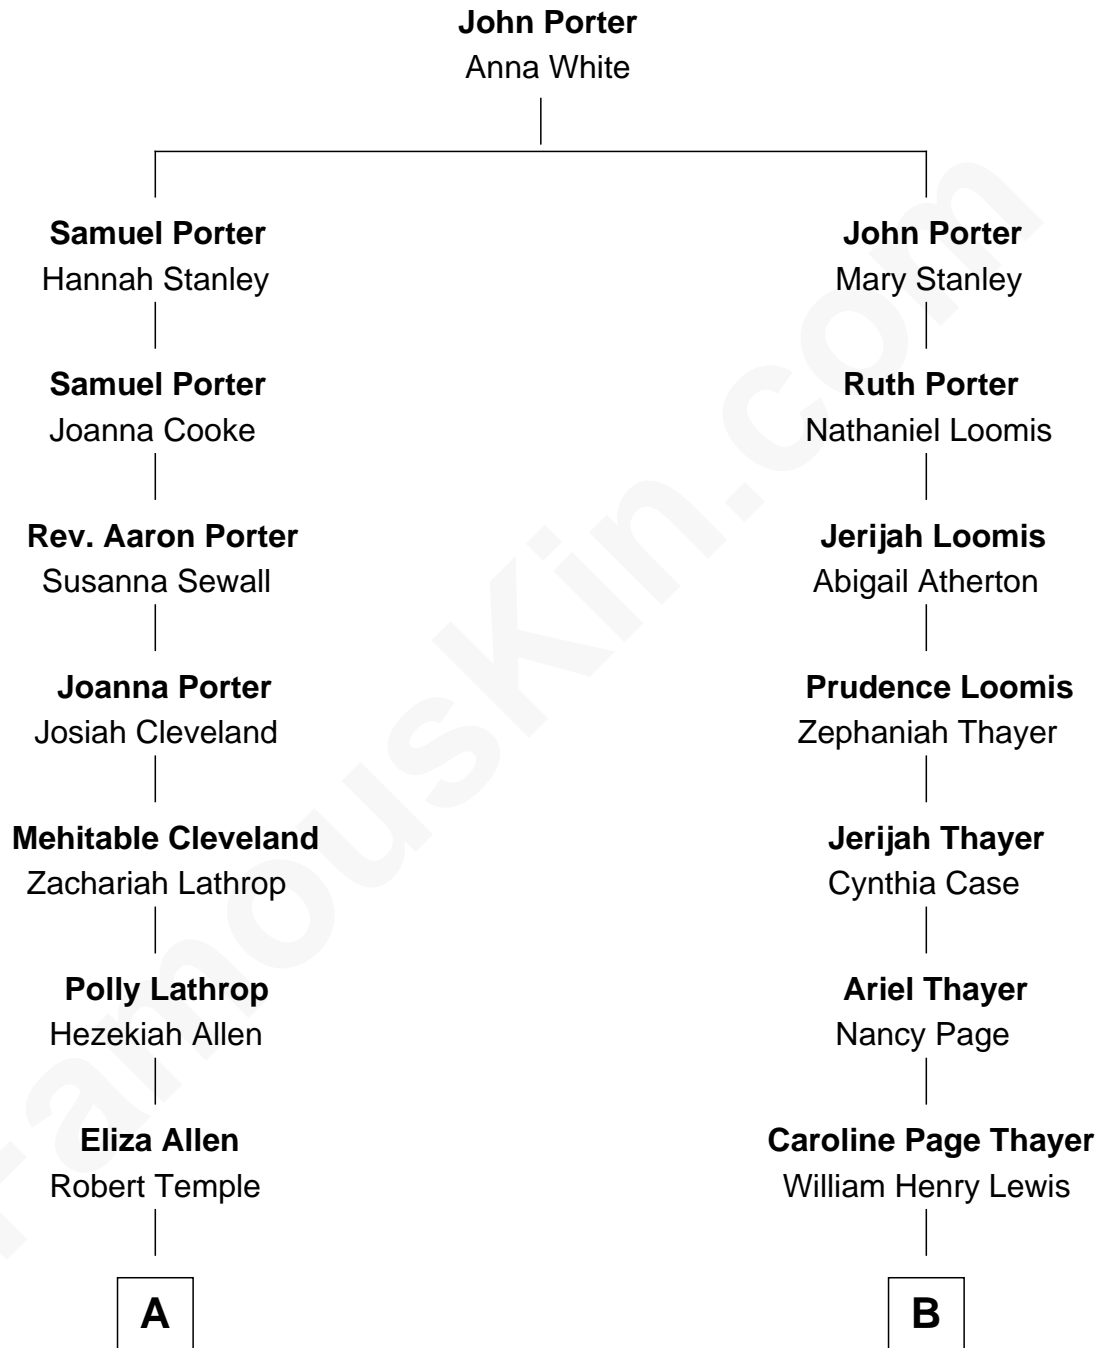 John Porter
Anna White
Samuel Porter
Hannah Stanley
John Porter
Mary Stanley
Samuel Porter
Joanna Cooke
Ruth Porter
Nathaniel Loomis
Rev. Aaron Porter
Susanna Sewall
Jerijah Loomis
Abigail Atherton
Joanna Porter
Josiah Cleveland
Prudence Loomis
Zephaniah Thayer
Mehitable Cleveland
Zachariah Lathrop
Jerijah Thayer
Cynthia Case
Polly Lathrop
Hezekiah Allen
Ariel Thayer
Nancy Page
Eliza Allen
Robert Temple
Caroline Page Thayer
William Henry Lewis
A
B
FamousKin.com